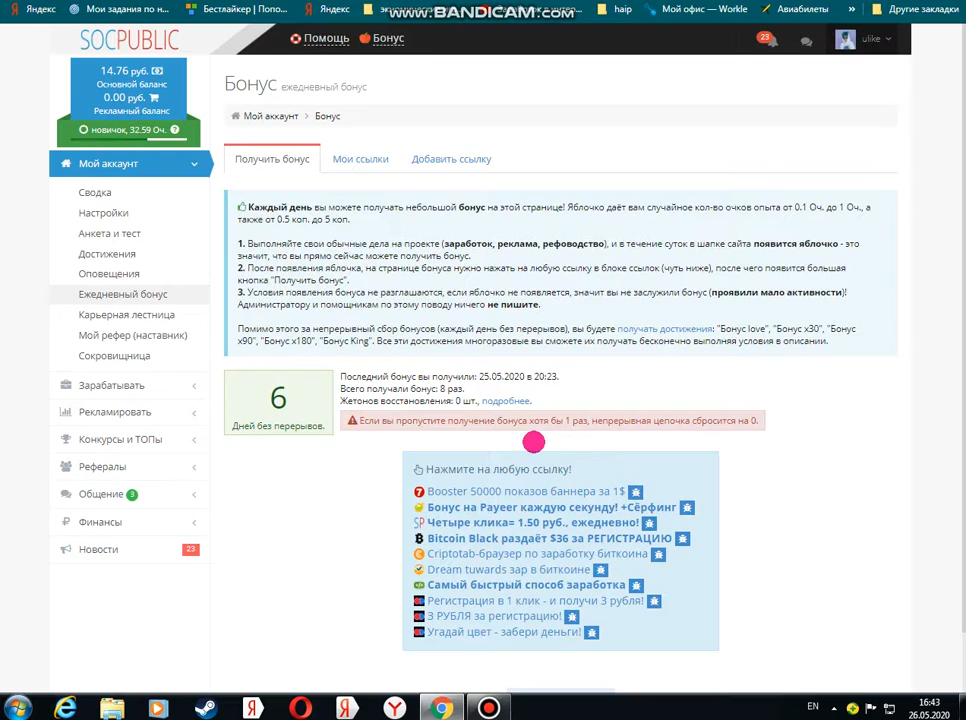 Яндекс
Мои задания по н...
Бестлайкер | Попо...
Яндекс
www.BANDICAM.com
haip
Мой офис — Workle
Авиабилеты
»
Другие закладки
SOCPUBLIC
Помощь
Бонус
23
ulike
14.76 руб.
Основной баланс
0.00 руб.
Рекламный баланс
новичок, 32.59 Оч.
Мой аккаунт
Сводка
Настройки
Анкета и тест
Достижения
Оповещения
Ежедневный бонус
Карьерная лестница
Мой рефер (наставник)
Сокровищница
Зарабатывать
Рекламировать
Конкурсы и ТОПы
Рефералы
Общение 3
Финансы
Новости 23
Бонус ежедневный бонус
Мой аккаунт > Бонус
Получить бонус
Мои ссылки
Добавить ссылку
Каждый день вы можете получать небольшой бонус на этой странице! Яблочко даёт вам случайное кол-во очков опыта от 0.1 Оч. до 1 Оч., а
также от 0.5 коп. до 5 коп.
1. Выполняйте свои обычные дела на проекте (заработок, реклама, рефоводство), и в течение суток в шапке сайта появится яблочко - это
значит, что вы прямо сейчас можете получить бонус.
2. После появления яблочка, на странице бонуса нужно нажать на любую ссылку в блоке ссылок (чуть ниже), после чего появится большая
кнопка "Получить бонус".
3. Условия появления бонуса не разглашаются, если яблочко не появляется, значит вы не заслужили бонус (проявили мало активности)!
Администратору и помощникам по этому поводу ничего не пишите.
Помимо этого за непрерывный сбор бонусов (каждый день без перерывов), вы будете получать достижения: "Бонус love", "Бонус x30", "Бонус
x90", "Бонус x180", "Бонус King". Все эти достижения многоразовые вы сможете их получать бесконечно выполняя условия в описании.
6
Дней без перерывов.
Последний бонус вы получили: 25.05.2020 в 20:23.
Всего получали бонус: 8 раз.
Жетонов восстановления: 0 шт., подробнее.
Если вы пропустите получение бонуса хотя бы 1 раз, непрерывная цепочка сбросится на 0.
Нажмите на любую ссылку!
Booster 50000 показов баннера за 1$
Бонус на Payeer каждую секунду! +Сёрфинг
Четыре клика= 1.50 руб., ежедневно!
Bitcoin Black раздаёт $36 за РЕГИСТРАЦИЮ
Criptotab-браузер по заработку биткоина
Dream tuwards зар в биткоине
Самый быстрый способ заработка
Регистрация в 1 клик - и получи 3 рубля!
3 РУБЛЯ за регистрацию!
Угадай цвет - забери деньги!
EN
16:43
26.05.2020